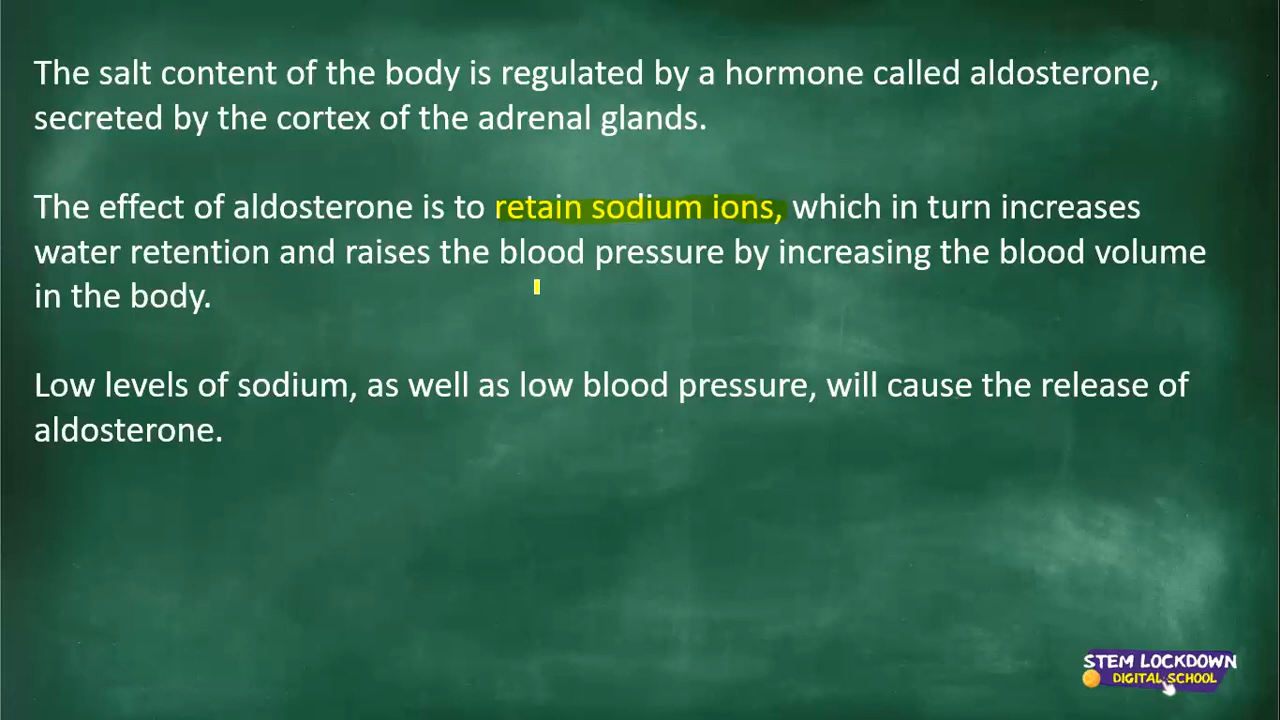 The salt content of the body is regulated by a hormone called aldosterone,
secreted by the cortex of the adrenal glands.
The effect of aldosterone is to retain sodium ions, which in turn increases
water retention and raises the blood pressure by increasing the blood volume
in the body.
Low levels of sodium, as well as low blood pressure, will cause the release of
aldosterone.
STEM LOCKDOWN
DIGITAL SCHOOL